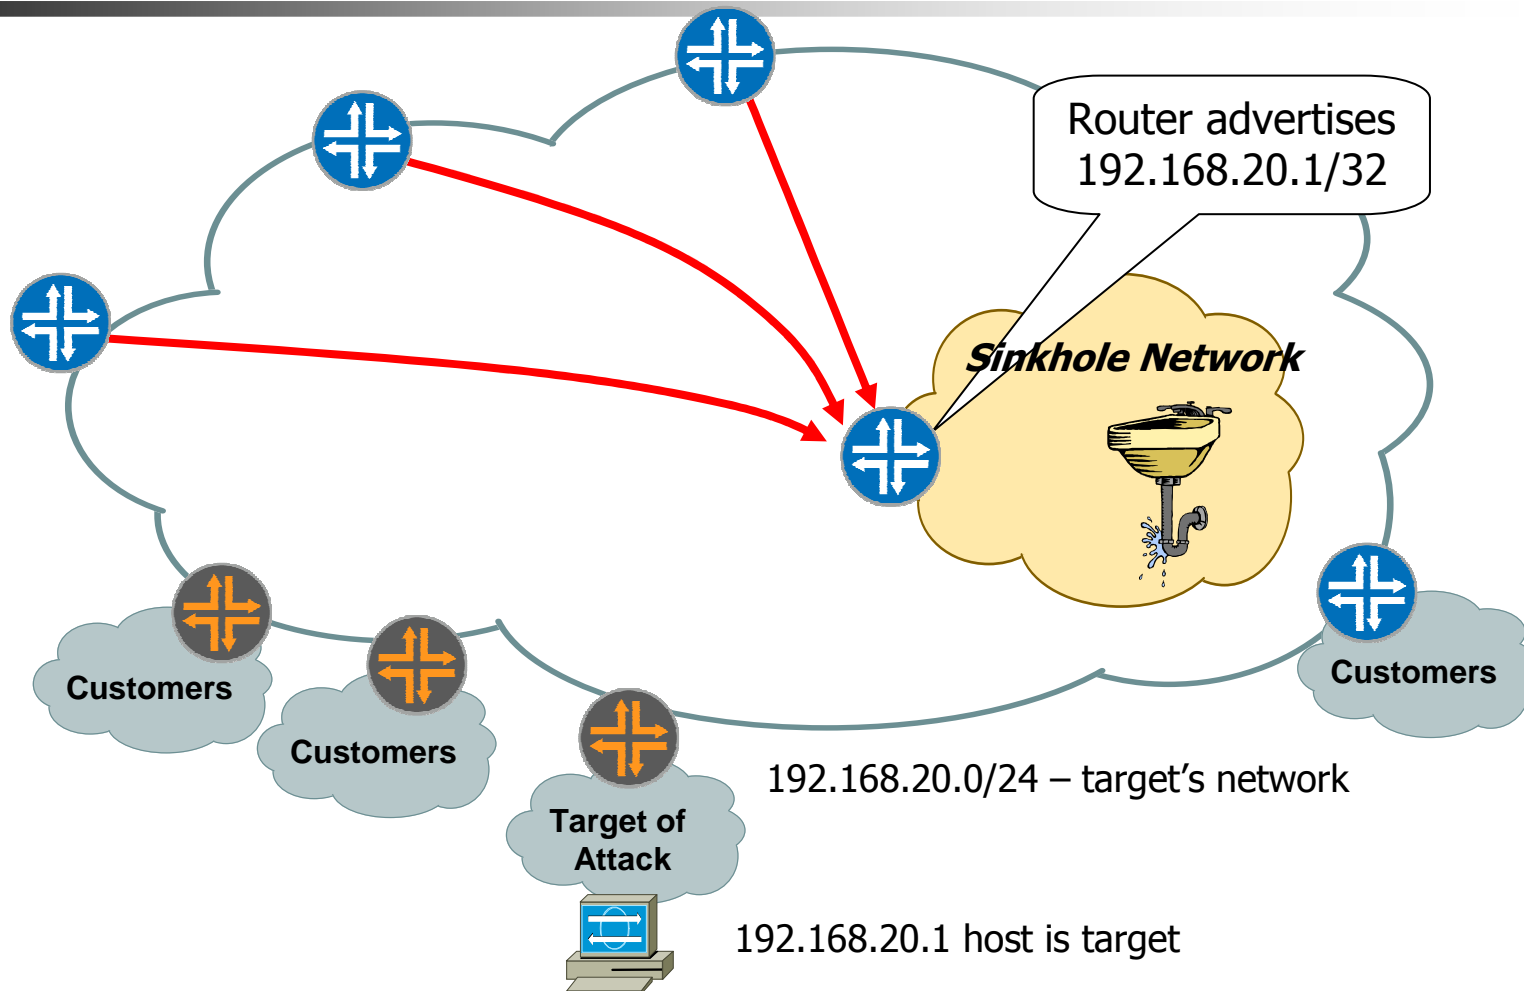 Router advertises
192.168.20.1/32
Sinkhole Network
Customers
Customers
Customers
192.168.20.0/24 – target’s network
Target of
Attack
192.168.20.1 host is target